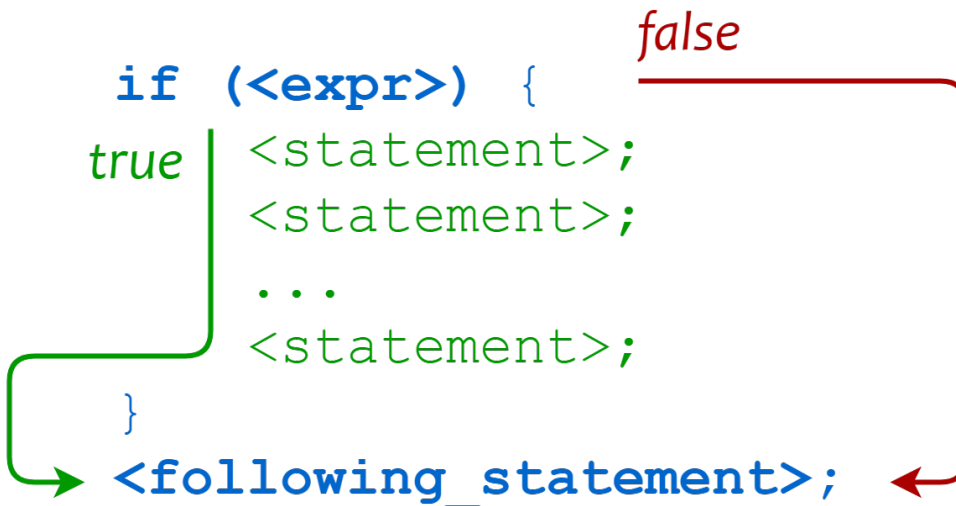 false
if (<expr>) {
true
<statement>;
<statement>;
...
<statement>;
}
<following_statement>;